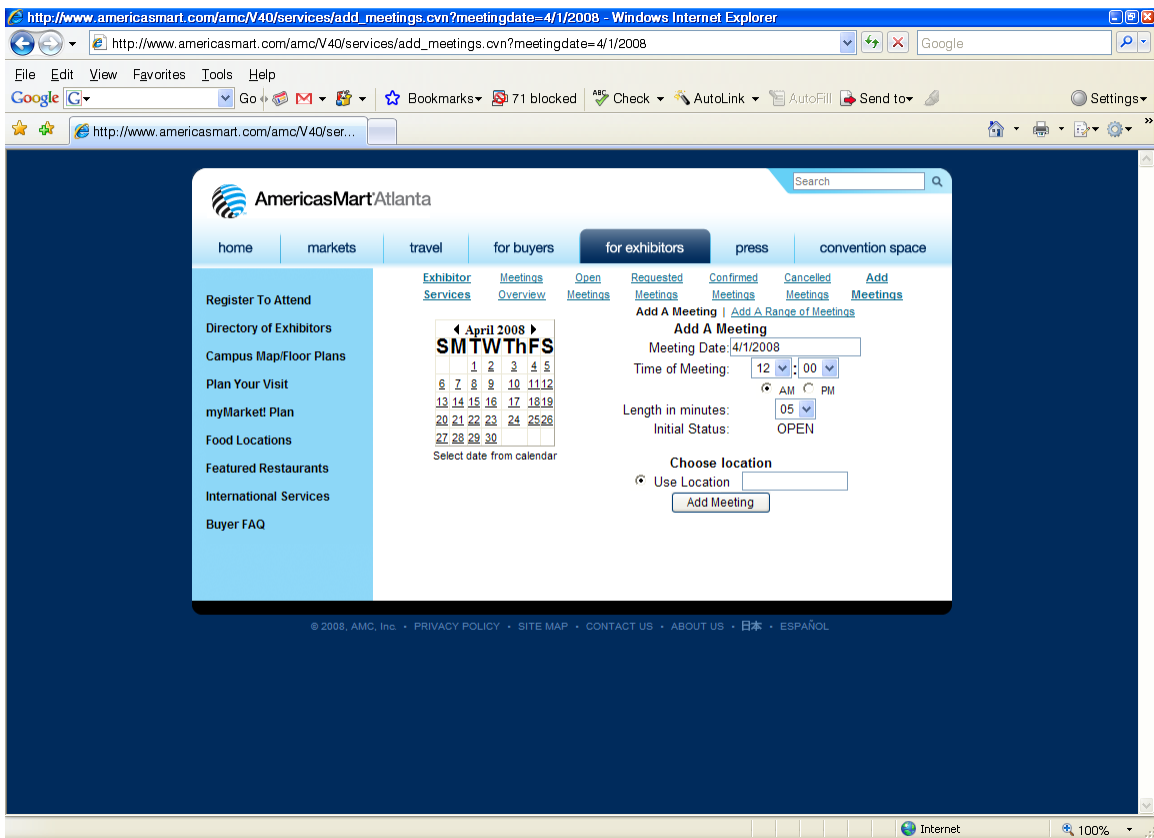 http://www.americasmart.com/amc/V40/services/add_meetings.cvn?meetingdate=4/1/2008 - Windows Internet Explorer
http://www.americasmart.com/amc/V40/services/add_meetings.cvn?meetingdate=4/1/2008 Google
File Edit View Favorites Tools Help
Google G Go Bookmarks 71 blocked ABC Check AutoLink AutoFill Send to Settings
http://www.americasmart.com/amc/V40/ser... »
Search
AmericasMart Atlanta
home markets travel for buyers for exhibitors press convention space
Exhibitor Services Meetings Overview Open Meetings Requested Meetings Confirmed Meetings Cancelled Meetings Add Meetings
Register To Attend
Directory of Exhibitors
Campus Map/Floor Plans
Plan Your Visit
myMarket! Plan
Food Locations
Featured Restaurants
International Services
Buyer FAQ
April 2008
S M T W Th F S
1 2 3 4 5
6 7 8 9 10 11 12
13 14 15 16 17 18 19
20 21 22 23 24 25 26
27 28 29 30
Select date from calendar
Add A Meeting | Add A Range of Meetings
Add A Meeting
Meeting Date: 4/1/2008
Time of Meeting: 12 : 00
AM PM
Length in minutes: 05
Initial Status: OPEN
Choose location
Use Location
Add Meeting
© 2008, AMC, Inc. • PRIVACY POLICY • SITE MAP • CONTACT US • ABOUT US • 日本 • ESPAÑOL
Internet 100%